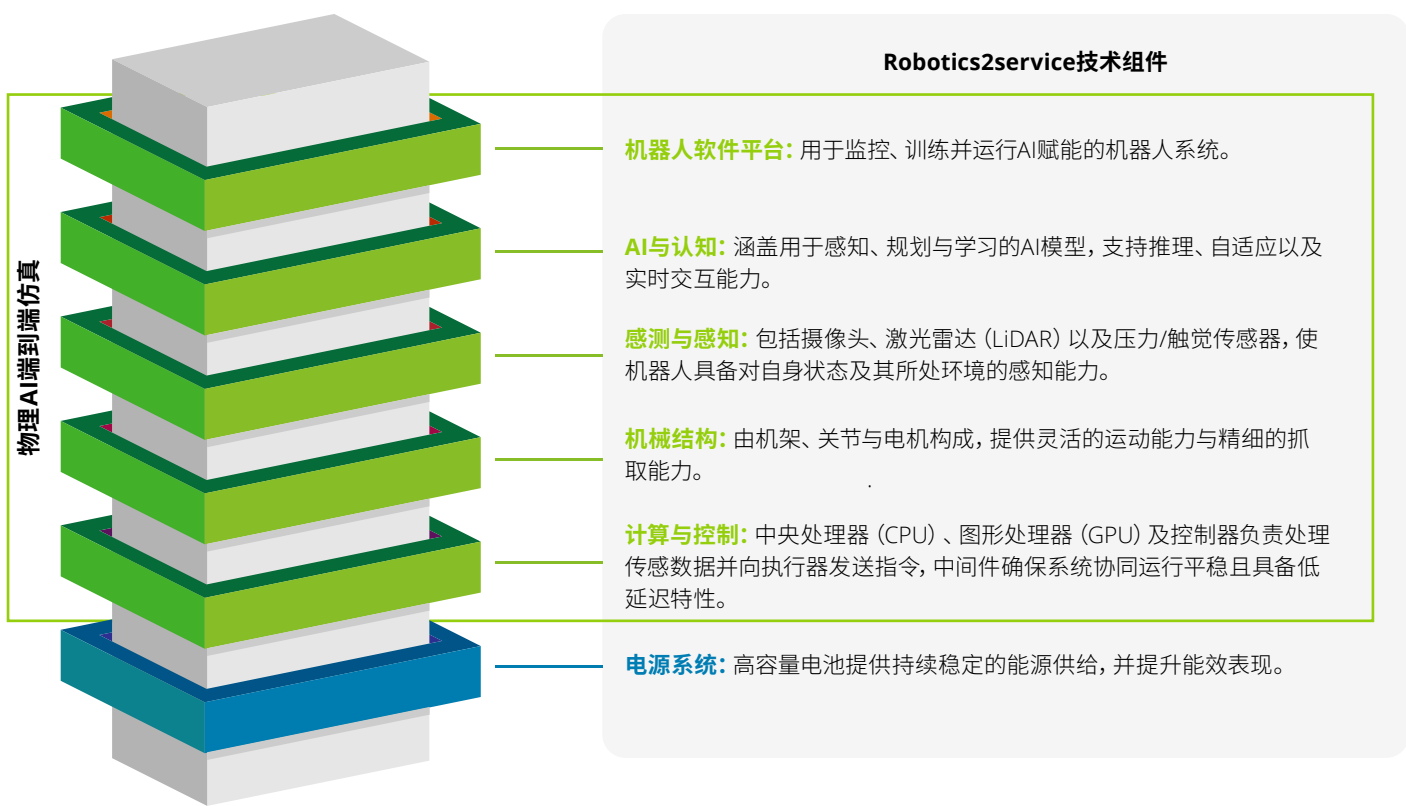 Robotics2service技术组件
物理AI端到端仿真
机器人软件平台：用于监控、训练并运行AI赋能的机器人系统。
AI与认知：涵盖用于感知、规划与学习的AI模型，支持推理、自适应以及
实时交互能力。
感测与感知：包括摄像头、激光雷达（LiDAR）以及压力/触觉传感器，使
机器人具备对自身状态及其所处环境的感知能力。
机械结构：由机架、关节与电机构成，提供灵活的运动能力与精细的抓
取能力。
.
计算与控制：中央处理器（CPU）、图形处理器（GPU）及控制器负责处理
传感数据并向执行器发送指令，中间件确保系统协同运行平稳且具备低
延迟特性。
电源系统：高容量电池提供持续稳定的能源供给，并提升能效表现。